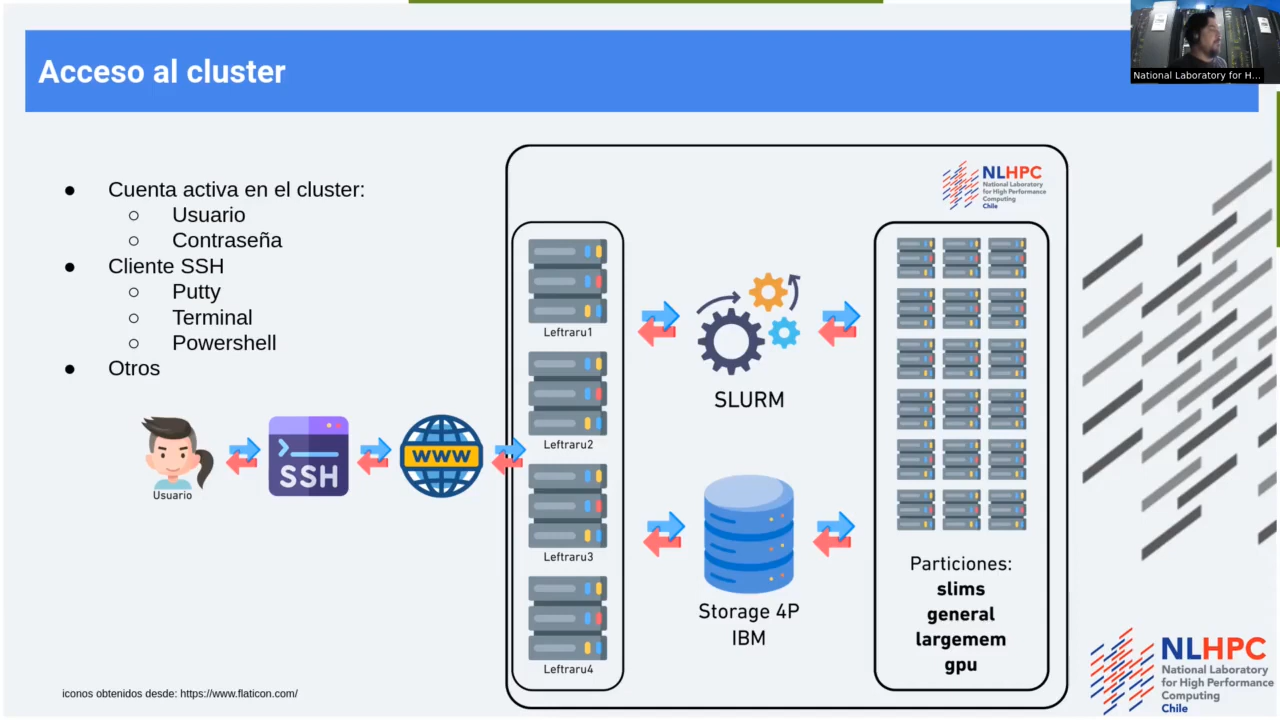 Acceso al cluster
National Laboratory for H...
● Cuenta activa en el cluster:
○ Usuario
○ Contraseña
● Cliente SSH
○ Putty
○ Terminal
○ Powershell
● Otros
Usuario
SSH
WWW
Leftraru1
Leftraru2
Leftraru3
Leftraru4
SLURM
Storage 4P
IBM
NLHPC
National Laboratory
for High Performance
Computing
Chile
Particiones:
slims
general
largemem
gpu
iconos obtenidos desde: https://www.flaticon.com/
NLHPC
National Laboratory
for High Performance
Computing
Chile